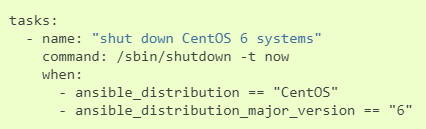 tasks:
  - name: "shut down CentOS 6 systems"
    command: /sbin/shutdown -t now
    when:
      - ansible_distribution == "CentOS"
      - ansible_distribution_major_version == "6"